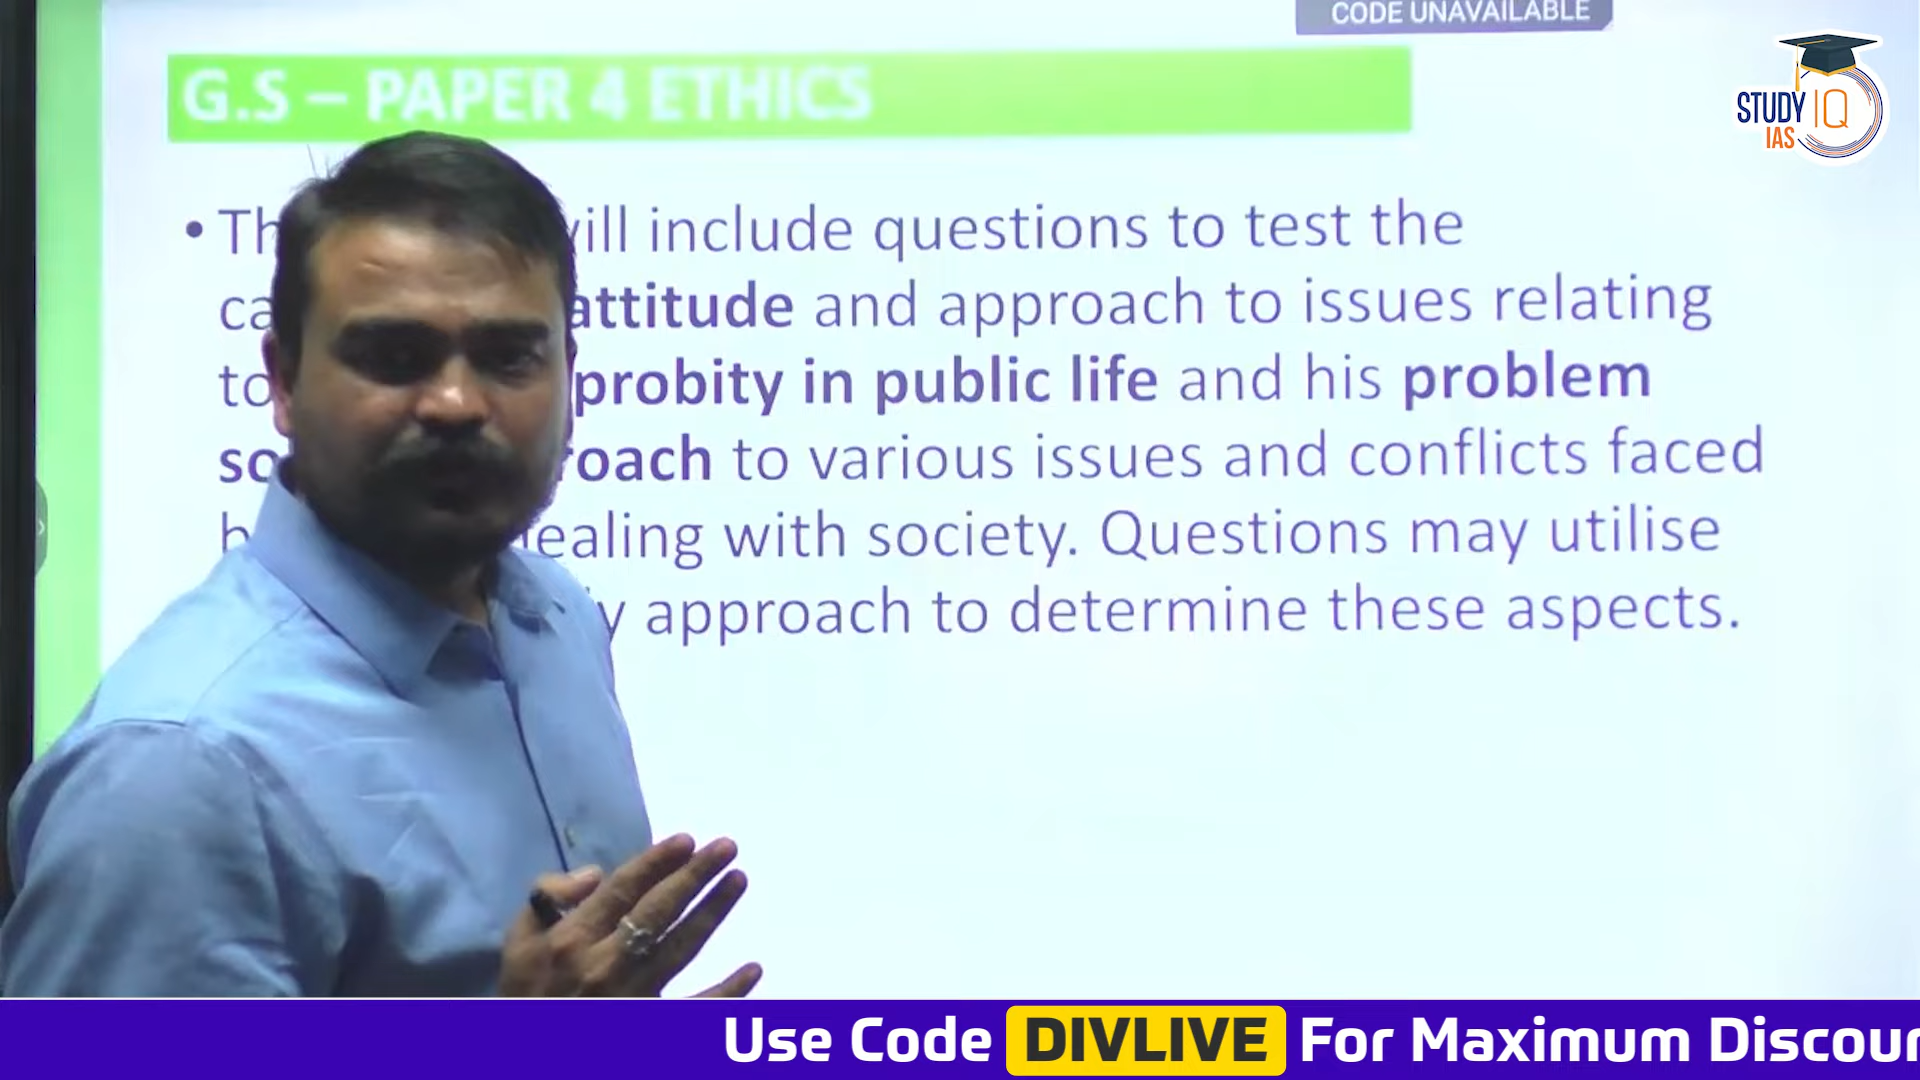 CODE UNAVAILABLE
G.S – PAPER 4 ETHICS
STUDY IQ
IAS
• Th ill include questions to test the
ca attitude and approach to issues relating
to probity in public life and his problem
so roach to various issues and conflicts faced
b ealing with society. Questions may utilise
y approach to determine these aspects.
Use Code DIVLIVE For Maximum Discour